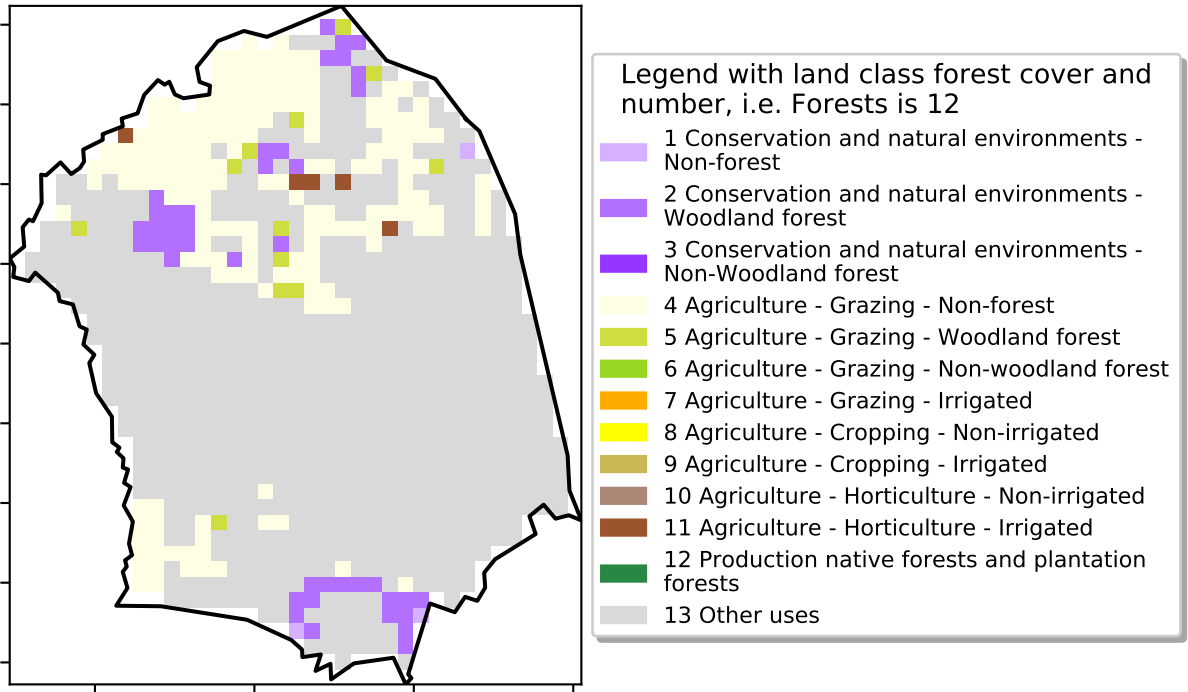 Legend with land class forest cover and
number, i.e. Forests is 12
1 Conservation and natural environments -
Non-forest
2 Conservation and natural environments -
Woodland forest
3 Conservation and natural environments -
Non-Woodland forest
4 Agriculture - Grazing - Non-forest
5 Agriculture - Grazing - Woodland forest
6 Agriculture - Grazing - Non-woodland forest
7 Agriculture - Grazing - Irrigated
8 Agriculture - Cropping - Non-irrigated
9 Agriculture - Cropping - Irrigated
10 Agriculture - Horticulture - Non-irrigated
11 Agriculture - Horticulture - Irrigated
12 Production native forests and plantation
forests
13 Other uses